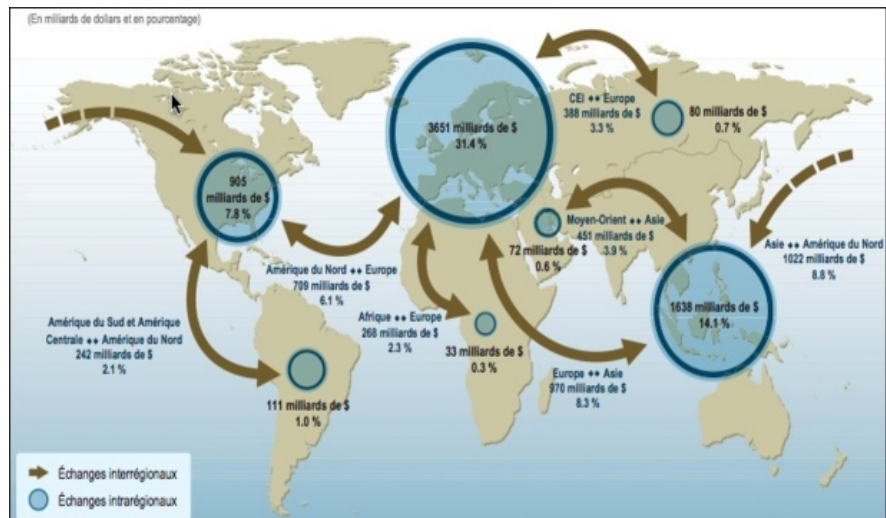 (En milliards de dollars et en pourcentage)
3651 milliards de $
31.4 %
CEI ↔ Europe
388 milliards de $
3.3 %
80 milliards de $
0.7 %
905
milliards de $
7.8 %
Amérique du Nord ↔ Europe
709 milliards de $
6.1 %
Moyen-Orient ↔ Asie
451 milliards de $
3.9 %
72 milliards de $
0.6 %
Asie ↔ Amérique du Nord
1022 milliards de $
8.8 %
1638 milliards de $
14.1 %
Afrique ↔ Europe
268 milliards de $
2.3 %
33 milliards de $
0.3 %
Amérique du Sud et Amérique
Centrale ↔ Amérique du Nord
242 milliards de $
2.1 %
Europe ↔ Asie
970 milliards de $
8.3 %
111 milliards de $
1.0 %
Échanges interrégionaux
Échanges intrarégionaux